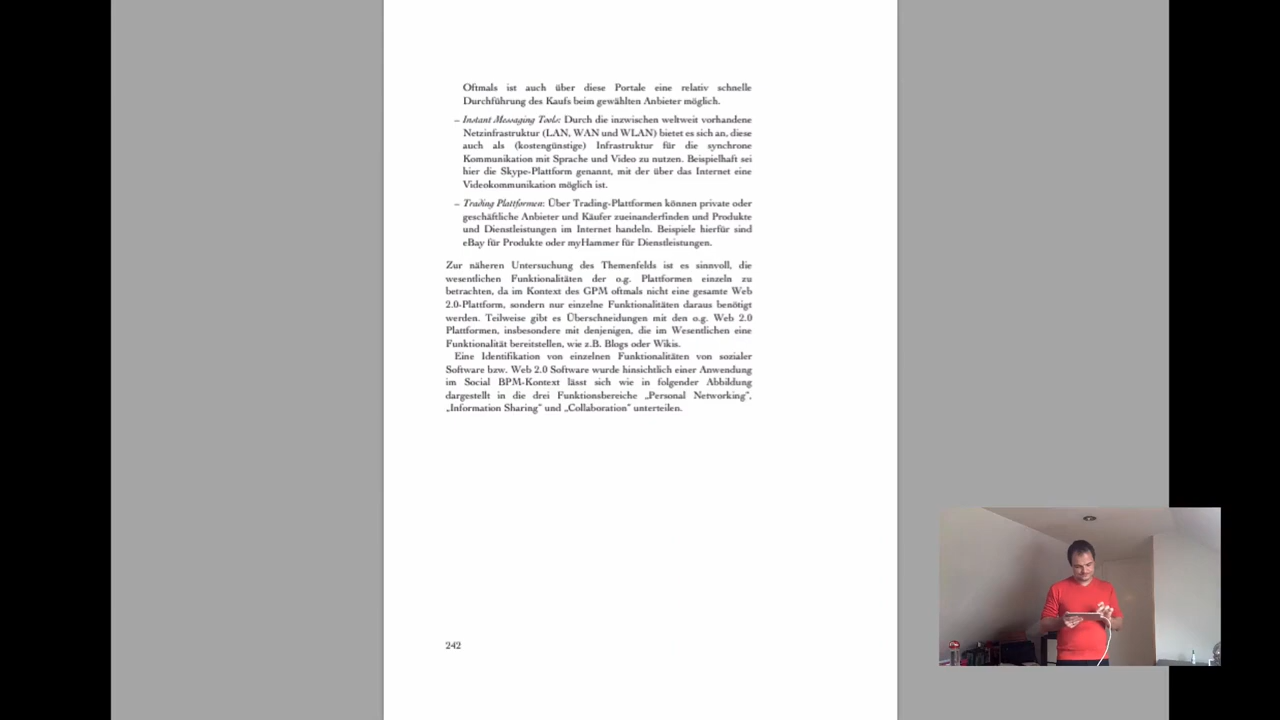 Oftmals ist auch über diese Portale eine relativ schnelle
Durchführung des Kaufs beim gewählten Anbieter möglich.
– Instant Messaging Tools: Durch die inzwischen weltweit vorhandene
Netzinfrastruktur (LAN, WAN und WLAN) bietet es sich an, diese
auch als (kostengünstige) Infrastruktur für die synchrone
Kommunikation mit Sprache und Video zu nutzen. Beispielhaft sei
hier die Skype-Plattform genannt, mit der über das Internet eine
Videokommunikation möglich ist.
– Trading Plattformen: Über Trading-Plattformen können private oder
geschäftliche Anbieter und Käufer zueinanderfinden und Produkte
und Dienstleistungen im Internet handeln. Beispiele hierfür sind
eBay für Produkte oder myHammer für Dienstleistungen.
Zur näheren Untersuchung des Themenfelds ist es sinnvoll, die
wesentlichen Funktionalitäten der o.g. Plattformen einzeln zu
betrachten, da im Kontext des GPM oftmals nicht eine gesamte Web
2.0-Plattform, sondern nur einzelne Funktionalitäten daraus benötigt
werden. Teilweise gibt es Überschneidungen mit den o.g. Web 2.0
Plattformen, insbesondere mit denjenigen, die im Wesentlichen eine
Funktionalität bereitstellen, wie z.B. Blogs oder Wikis.
Eine Identifikation von einzelnen Funktionalitäten von sozialer
Software bzw. Web 2.0 Software wurde hinsichtlich einer Anwendung
im Social BPM-Kontext lässt sich wie in folgender Abbildung
dargestellt in die drei Funktionsbereiche „Personal Networking“,
„Information Sharing“ und „Collaboration“ unterteilen.
242